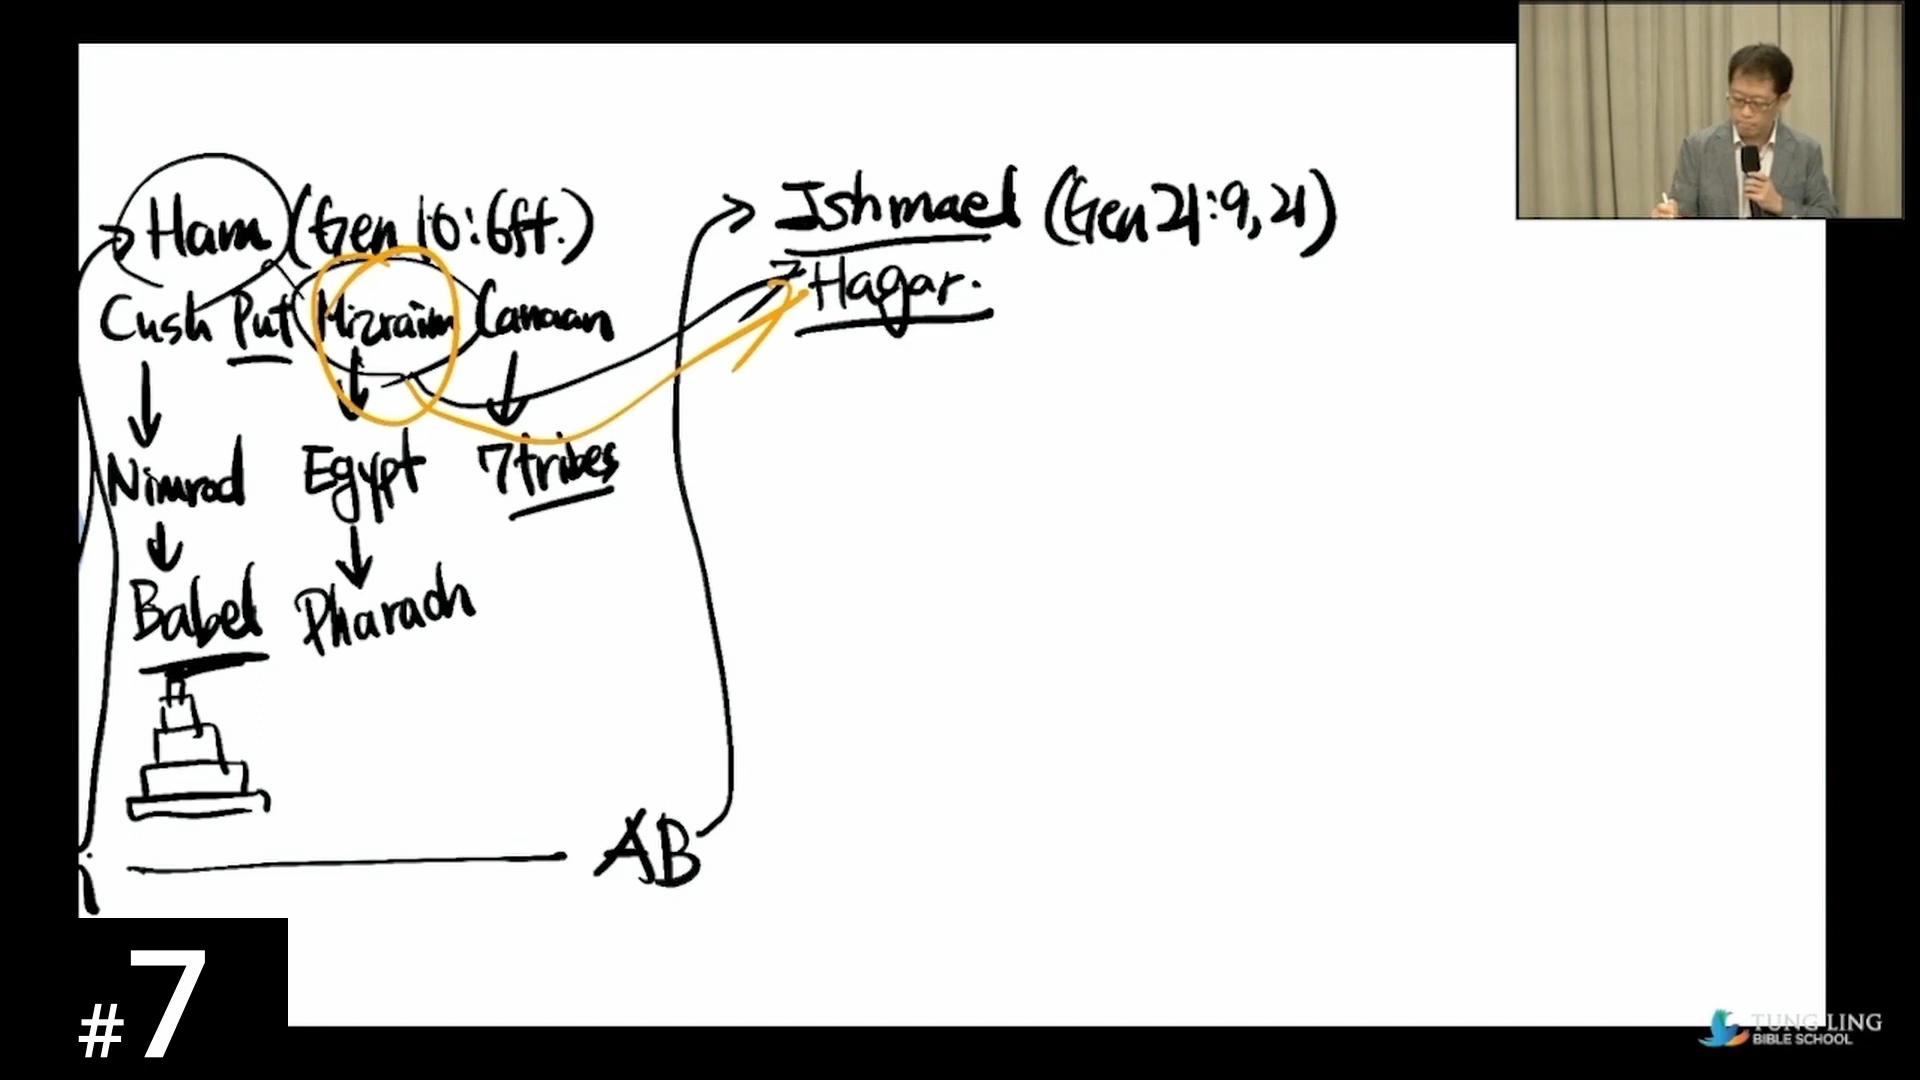 Ham (Gen 10:6ff.)
Cush Put Mizraim Canaan
Nimrod Egypt 7 tribes
Babel Pharaoh
Ishmael (Gen 21:9, 21)
Hagar.
AB
#7
TUNG LING
BIBLE SCHOOL